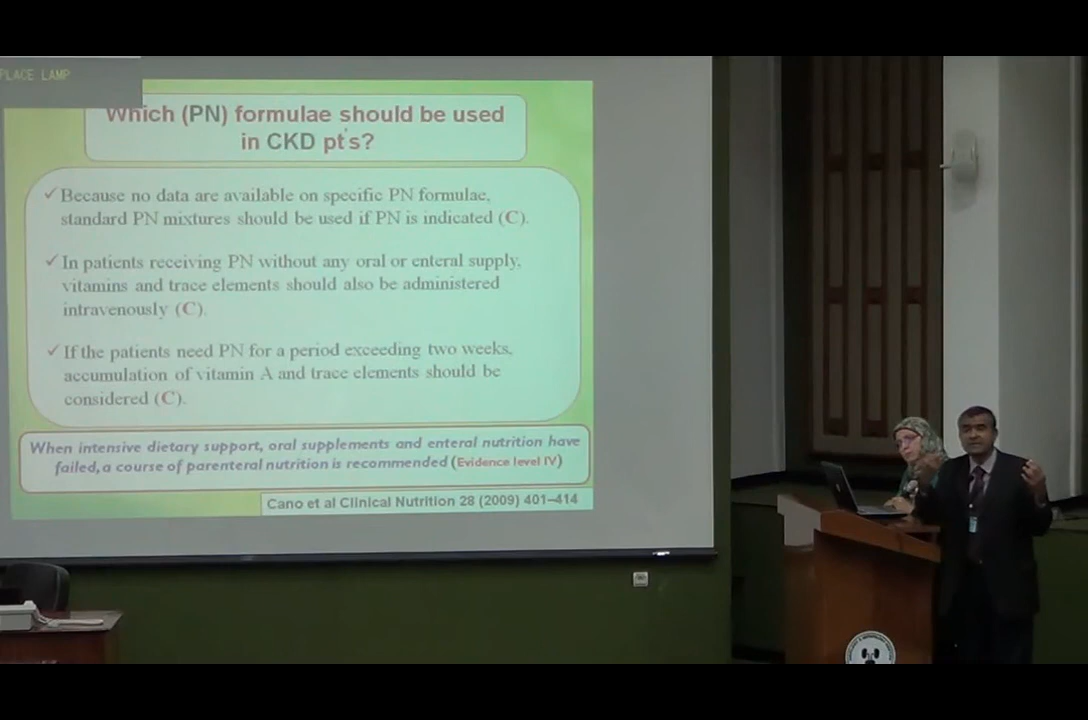 PLACE LAMP
Which (PN) formulae should be used
in CKD pt's?
✓Because no data are available on specific PN formulae,
standard PN mixtures should be used if PN is indicated (C).
✓In patients receiving PN without any oral or enteral supply,
vitamins and trace elements should also be administered
intravenously (C).
✓If the patients need PN for a period exceeding two weeks,
accumulation of vitamin A and trace elements should be
considered (C).
When intensive dietary support, oral supplements and enteral nutrition have
failed, a course of parenteral nutrition is recommended (Evidence level IV)
Cano et al Clinical Nutrition 28 (2009) 401–414